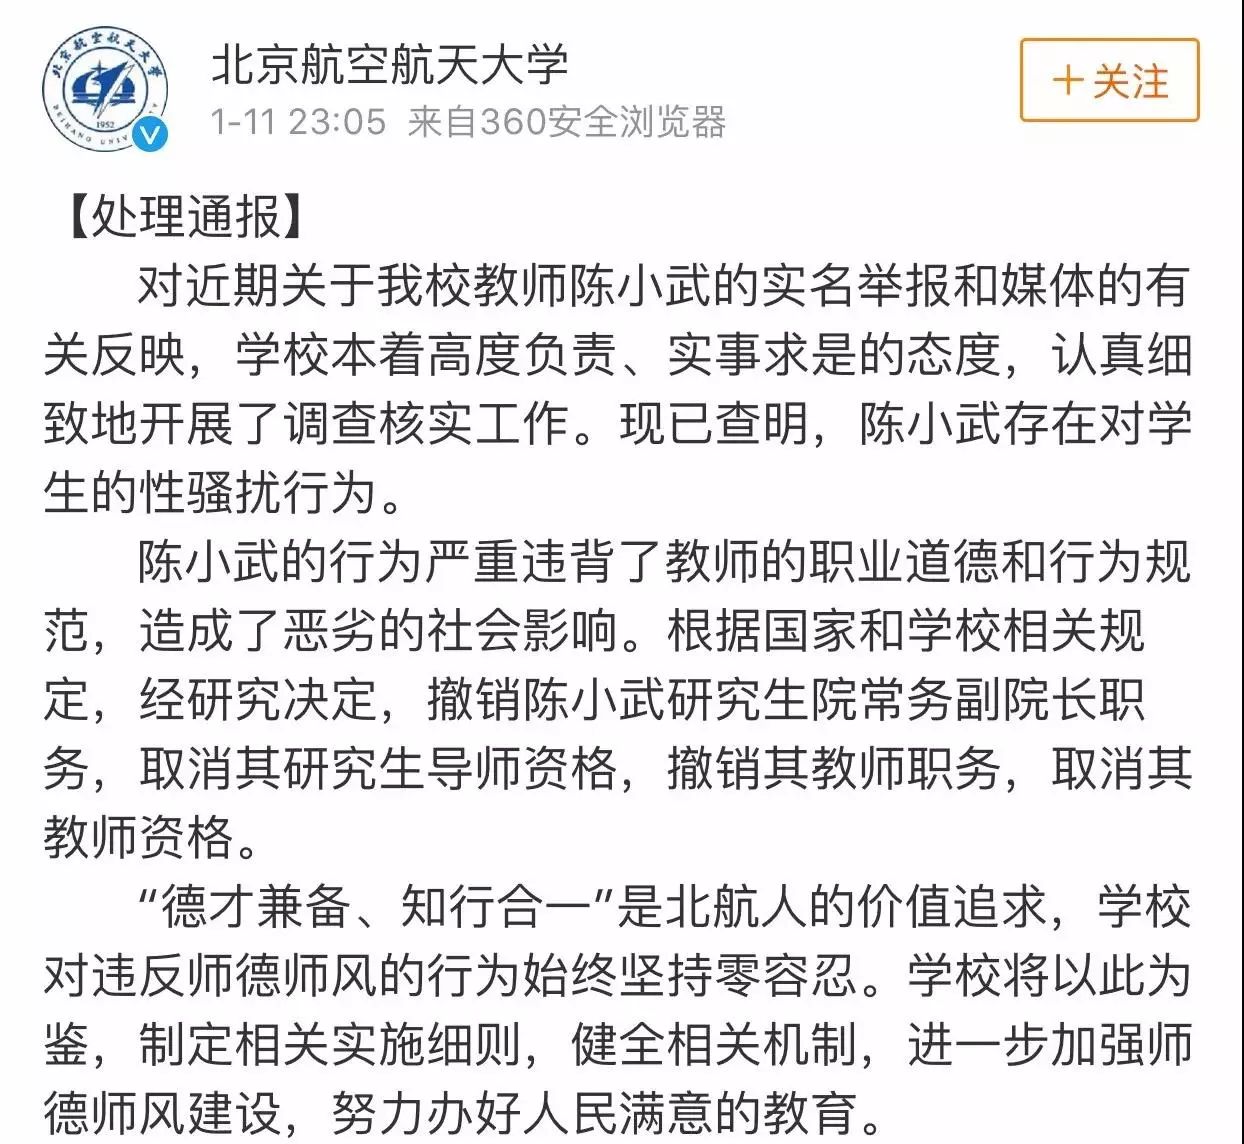 北京航空航天大学
1-11 23:05 来自360安全浏览器
+关注
北京航空航天大学
1952
BEIHANG UNIV
【处理通报】
对近期关于我校教师陈小武的实名举报和媒体的有
关反映，学校本着高度负责、实事求是的态度，认真细
致地开展了调查核实工作。现已查明，陈小武存在对学
生的性骚扰行为。
陈小武的行为严重违背了教师的职业道德和行为规
范，造成了恶劣的社会影响。根据国家和学校相关规
定，经研究决定，撤销陈小武研究生院常务副院长职
务，取消其研究生导师资格，撤销其教师职务，取消其
教师资格。
“德才兼备、知行合一”是北航人的价值追求，学校
对违反师德师风的行为始终坚持零容忍。学校将以此为
鉴，制定相关实施细则，健全相关机制，进一步加强师
德师风建设，努力办好人民满意的教育。